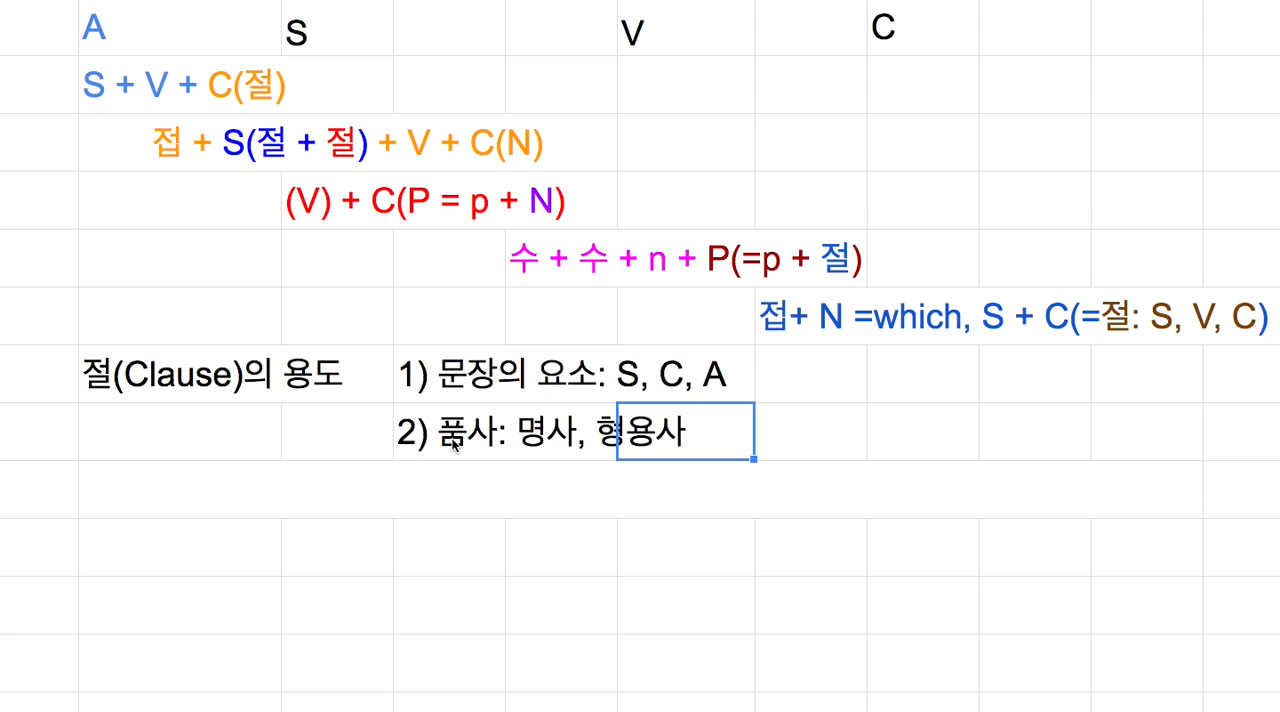 A S V C
S + V + C(절)
접 + S(절 + 절) + V + C(N)
(V) + C(P = p + N)
수 + 수 + n + P(=p + 절)
접+ N =which, S + C(=절: S, V, C)
절(Clause)의 용도 1) 문장의 요소: S, C, A
2) 품사: 명사, 형용사